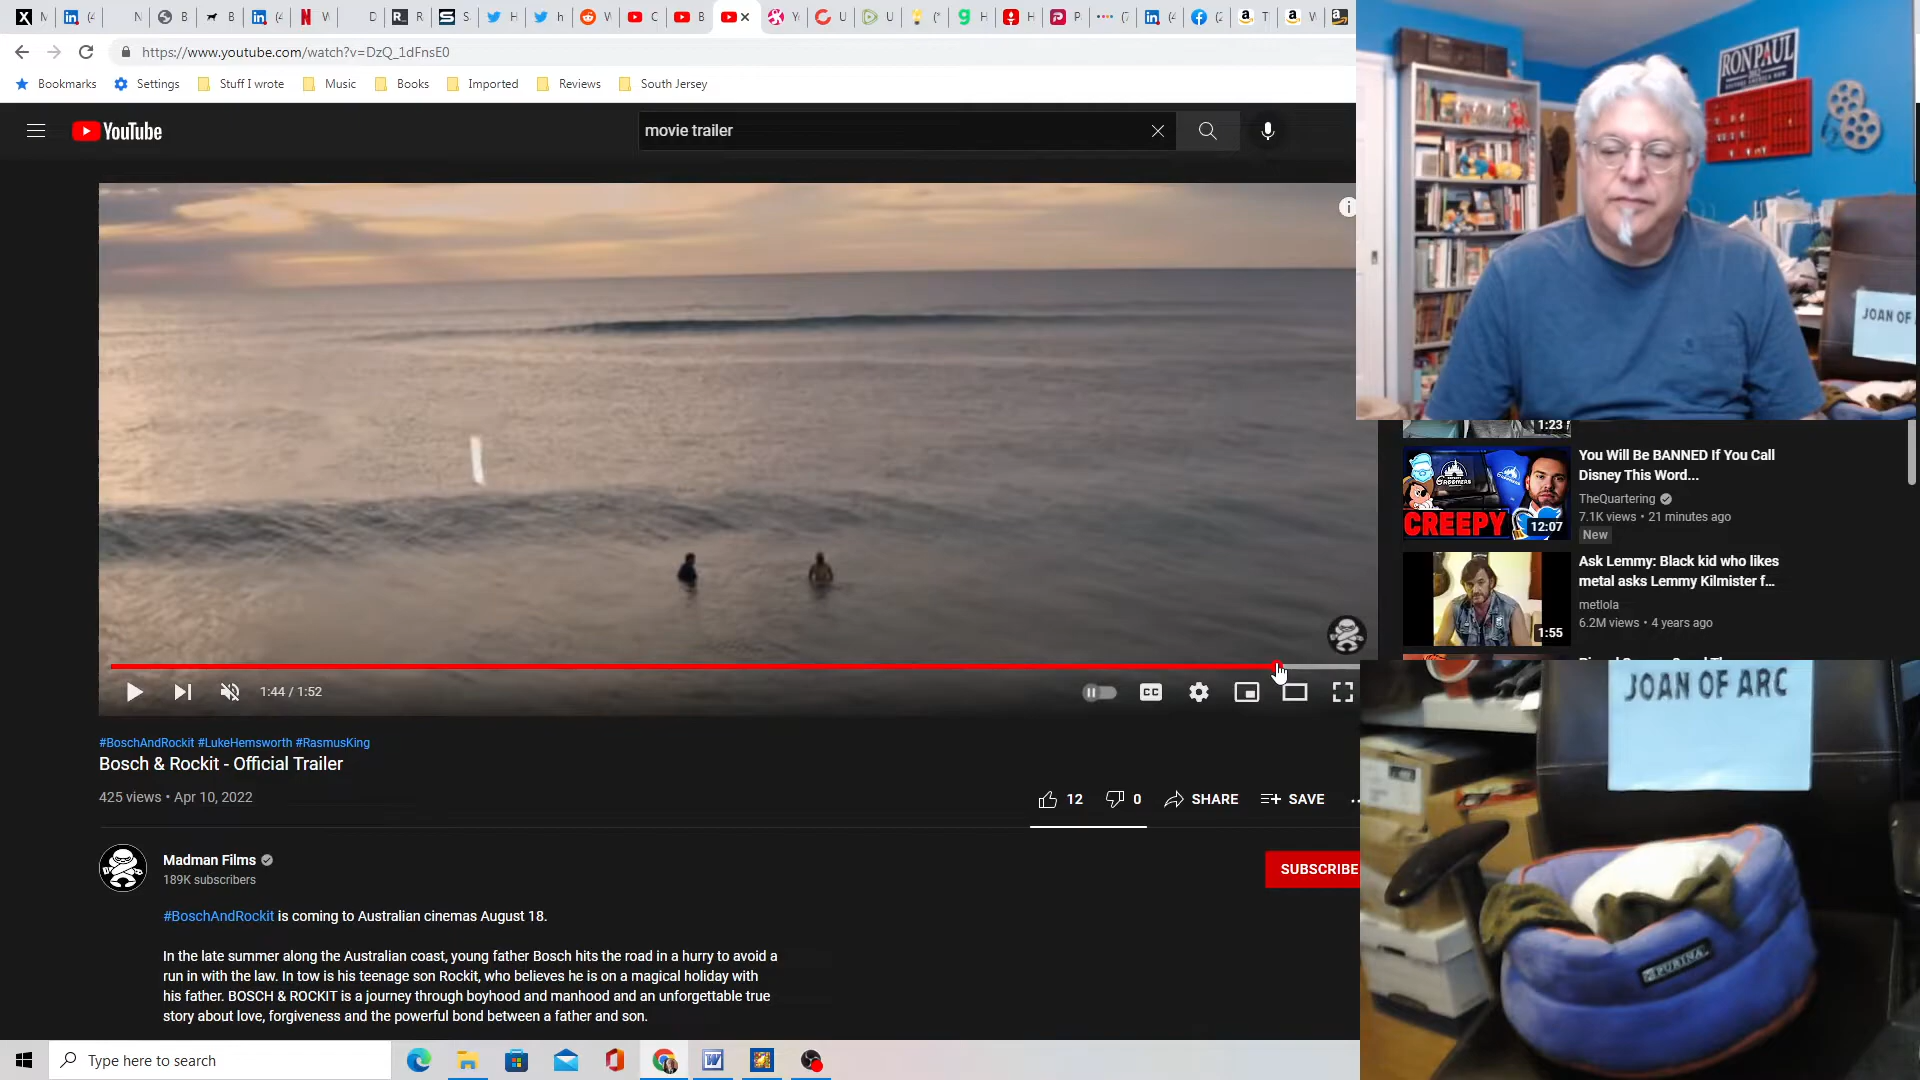 M
(4
N
B
B
(4
W
D
R
S
H
h
W
C
B
Y
U
U
(*
H
H
P
(7
(4
(2
T
W
https://www.youtube.com/watch?v=DzQ_1dFnsE0
Bookmarks Settings Stuff I wrote Music Books Imported Reviews South Jersey
YouTube
movie trailer
RON PAUL
JOAN OF
1:23
You Will Be BANNED If You Call
Disney This Word...
TheQuartering
7.1K views • 21 minutes ago
New
GROOMERS
CREEPY
12:07
Ask Lemmy: Black kid who likes
metal asks Lemmy Kilmister f...
metlola
6.2M views • 4 years ago
1:55
1:44 / 1:52
CC
#BoschAndRockit #LukeHemsworth #RasmusKing
Bosch & Rockit - Official Trailer
425 views • Apr 10, 2022
12 0 SHARE SAVE ..
Madman Films
189K subscribers
SUBSCRIBE
#BoschAndRockit is coming to Australian cinemas August 18.
In the late summer along the Australian coast, young father Bosch hits the road in a hurry to avoid a
run in with the law. In tow is his teenage son Rockit, who believes he is on a magical holiday with
his father. BOSCH & ROCKIT is a journey through boyhood and manhood and an unforgettable true
story about love, forgiveness and the powerful bond between a father and son.
JOAN OF ARC
Type here to search